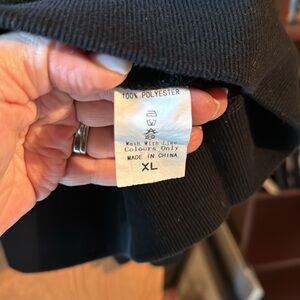 100% POLYESTER
Wash With Like
Colours Only
MADE IN CHINA
XL